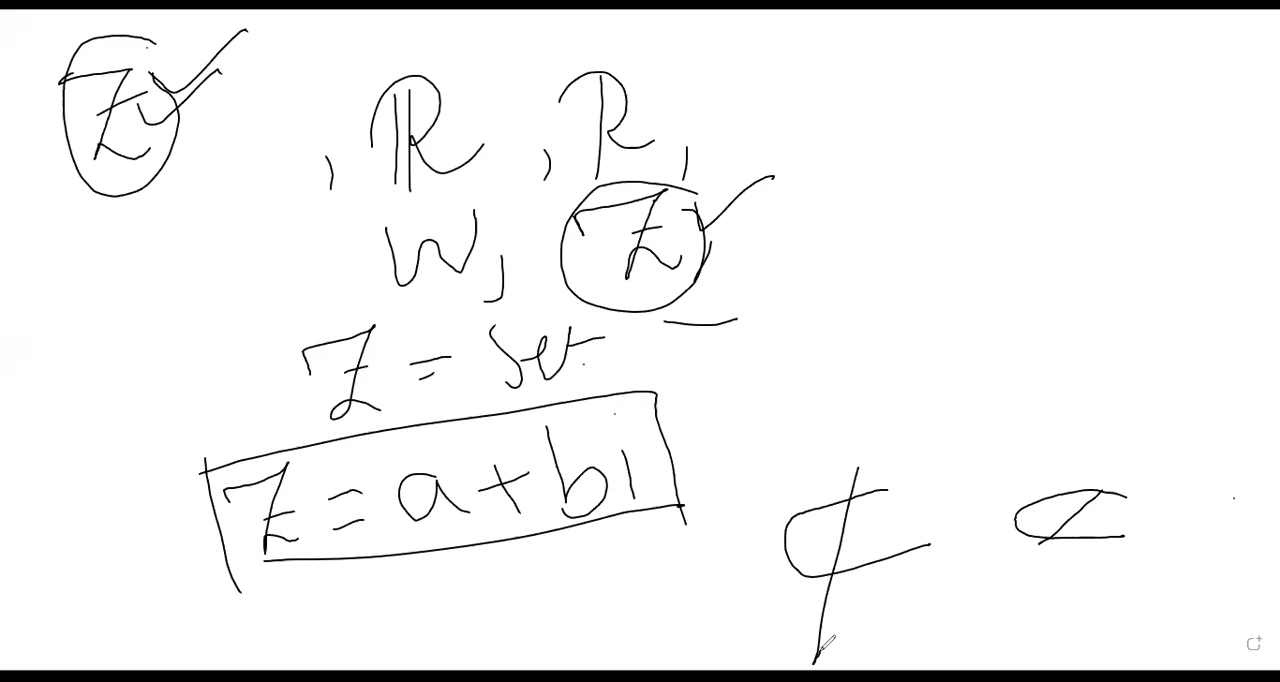 Z , ℝ , R ,
W, Z
Z = set
Z = a + bi
⊄ ⊂